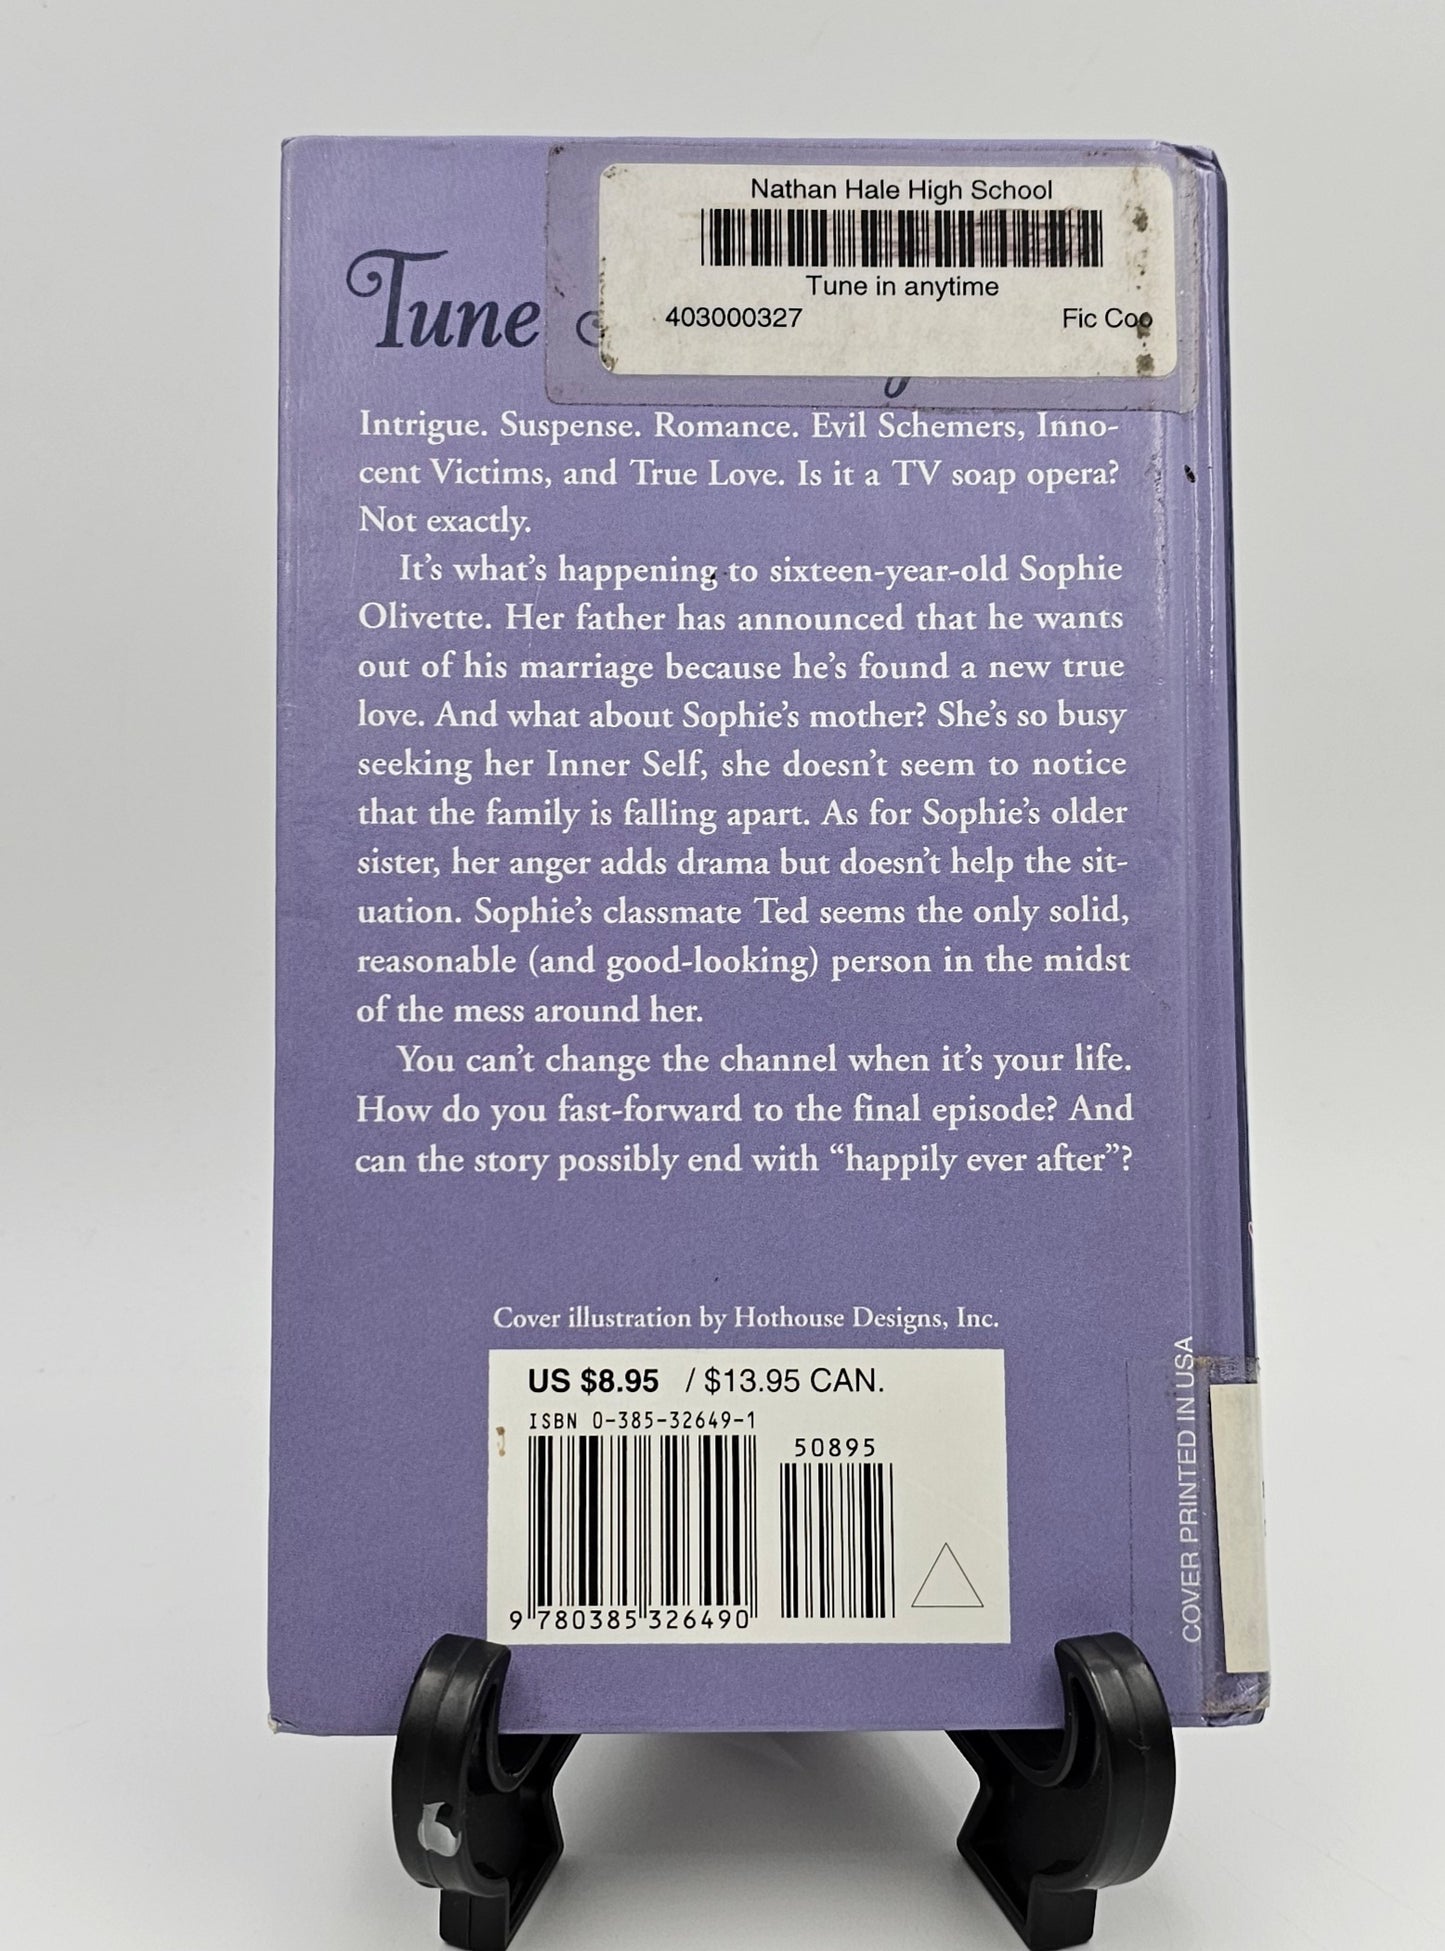 Nathan Hale High School
Tune in anytime
403000327 Fic Coo
Tune
Intrigue. Suspense. Romance. Evil Schemers, Inno-
cent Victims, and True Love. Is it a TV soap opera?
Not exactly.
It's what's happening to sixteen-year-old Sophie
Olivette. Her father has announced that he wants
out of his marriage because he's found a new true
love. And what about Sophie's mother? She's so busy
seeking her Inner Self, she doesn't seem to notice
that the family is falling apart. As for Sophie's older
sister, her anger adds drama but doesn't help the sit-
uation. Sophie's classmate Ted seems the only solid,
reasonable (and good-looking) person in the midst
of the mess around her.
You can't change the channel when it's your life.
How do you fast-forward to the final episode? And
can the story possibly end with “happily ever after”?
Cover illustration by Hothouse Designs, Inc.
US $8.95 / $13.95 CAN.
ISBN 0-385-32649-1
50895
9 780385 326490
COVER PRINTED IN USA